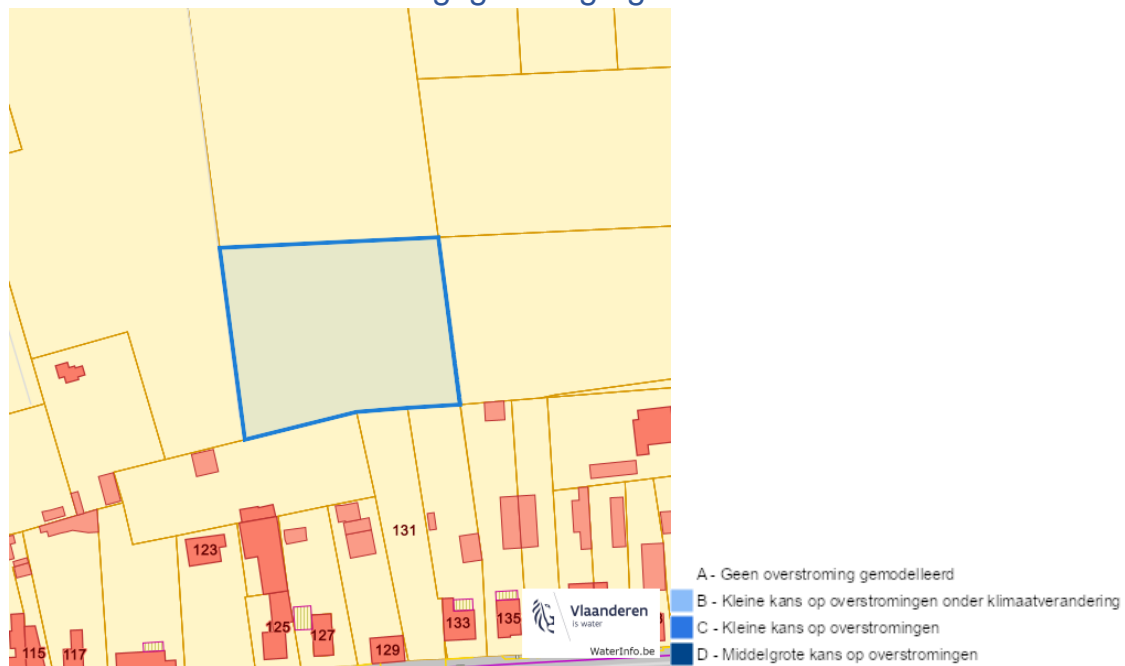 131
123
125
127
133
135
129
115
117
Vlaanderen
is water
WaterInfo.be
A - Geen overstroming gemodelleerd
B - Kleine kans op overstromingen onder klimaatverandering
C - Kleine kans op overstromingen
D - Middelgrote kans op overstromingen